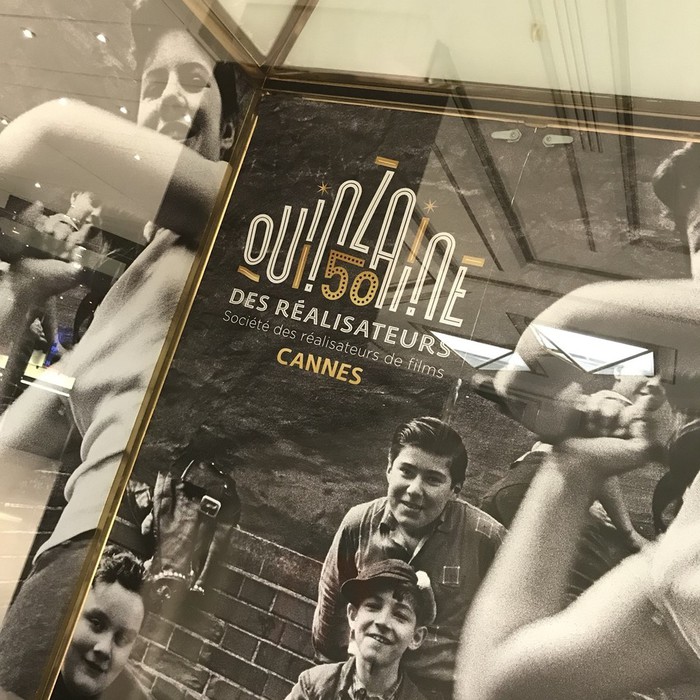 QUINZAINE
50
DES RÉALISATEURS
Société des réalisateurs de films
CANNES